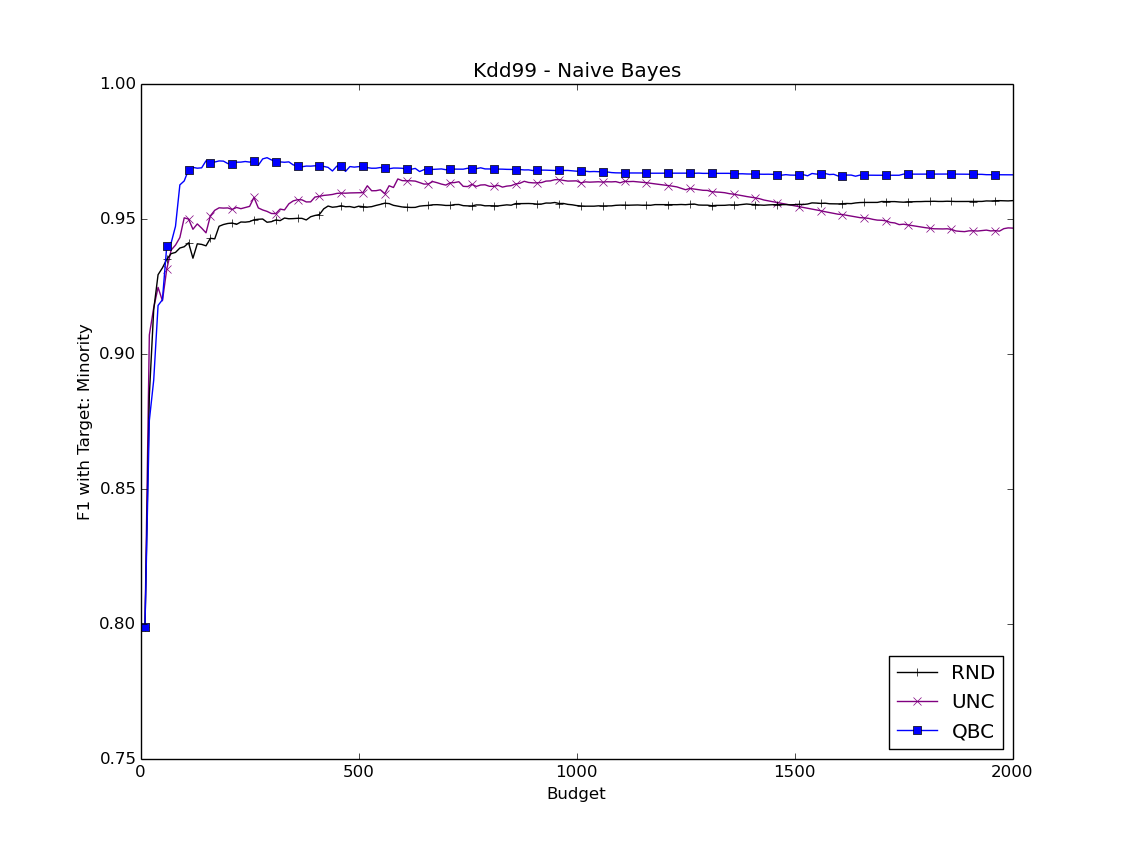 Kdd99 - Naive Bayes
1.00
0.95
0.90
0.85
0.80
0.75
F1 with Target: Minority
0 500 1000 1500 2000
Budget
RND
UNC
QBC